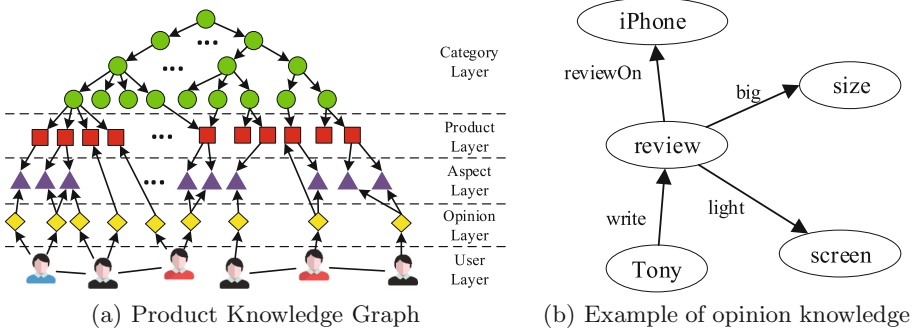 Category
Layer
Product
Layer
Aspect
Layer
Opinion
Layer
User
Layer
(a) Product Knowledge Graph
iPhone
reviewOn
big
size
review
write
light
Tony
screen
(b) Example of opinion knowledge